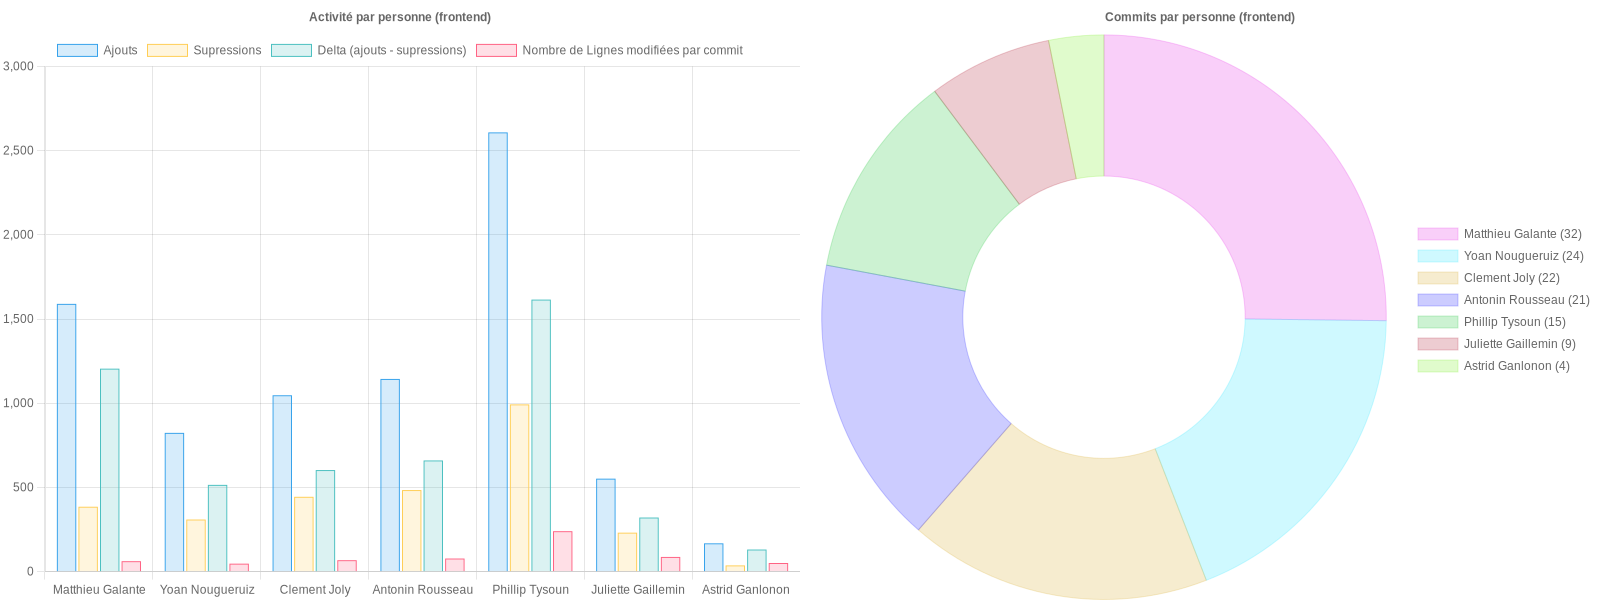 Activité par personne (frontend)
Ajouts
Supressions
Delta (ajouts - supressions)
Nombre de Lignes modifiées par commit
3,000
2,500
2,000
1,500
1,000
500
0
Matthieu Galante
Yoan Nougueruiz
Clement Joly
Antonin Rousseau
Phillip Tysoun
Juliette Gaillemin
Astrid Ganlonon
Commits par personne (frontend)
Matthieu Galante (32)
Yoan Nougueruiz (24)
Clement Joly (22)
Antonin Rousseau (21)
Phillip Tysoun (15)
Juliette Gaillemin (9)
Astrid Ganlonon (4)